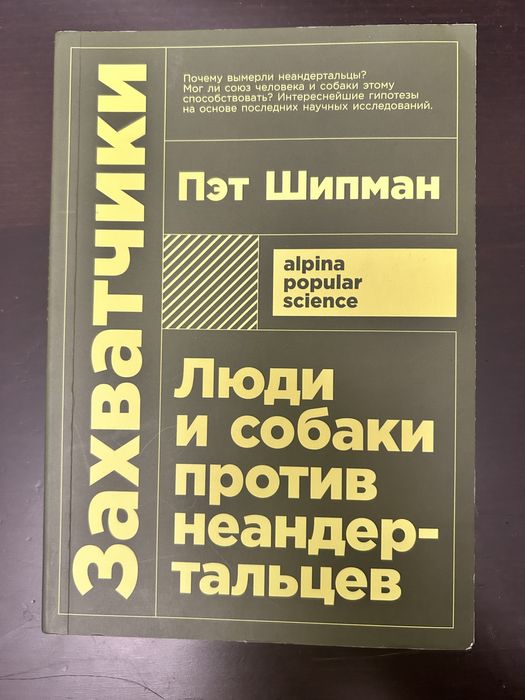 Захватчики
Почему вымерли неандертальцы?
Мог ли союз человека и собаки этому
способствовать? Интереснейшие гипотезы
на основе последних научных исследований.
Пэт Шипман
alpina
popular
science
Люди
и собаки
против
неандер-
тальцев